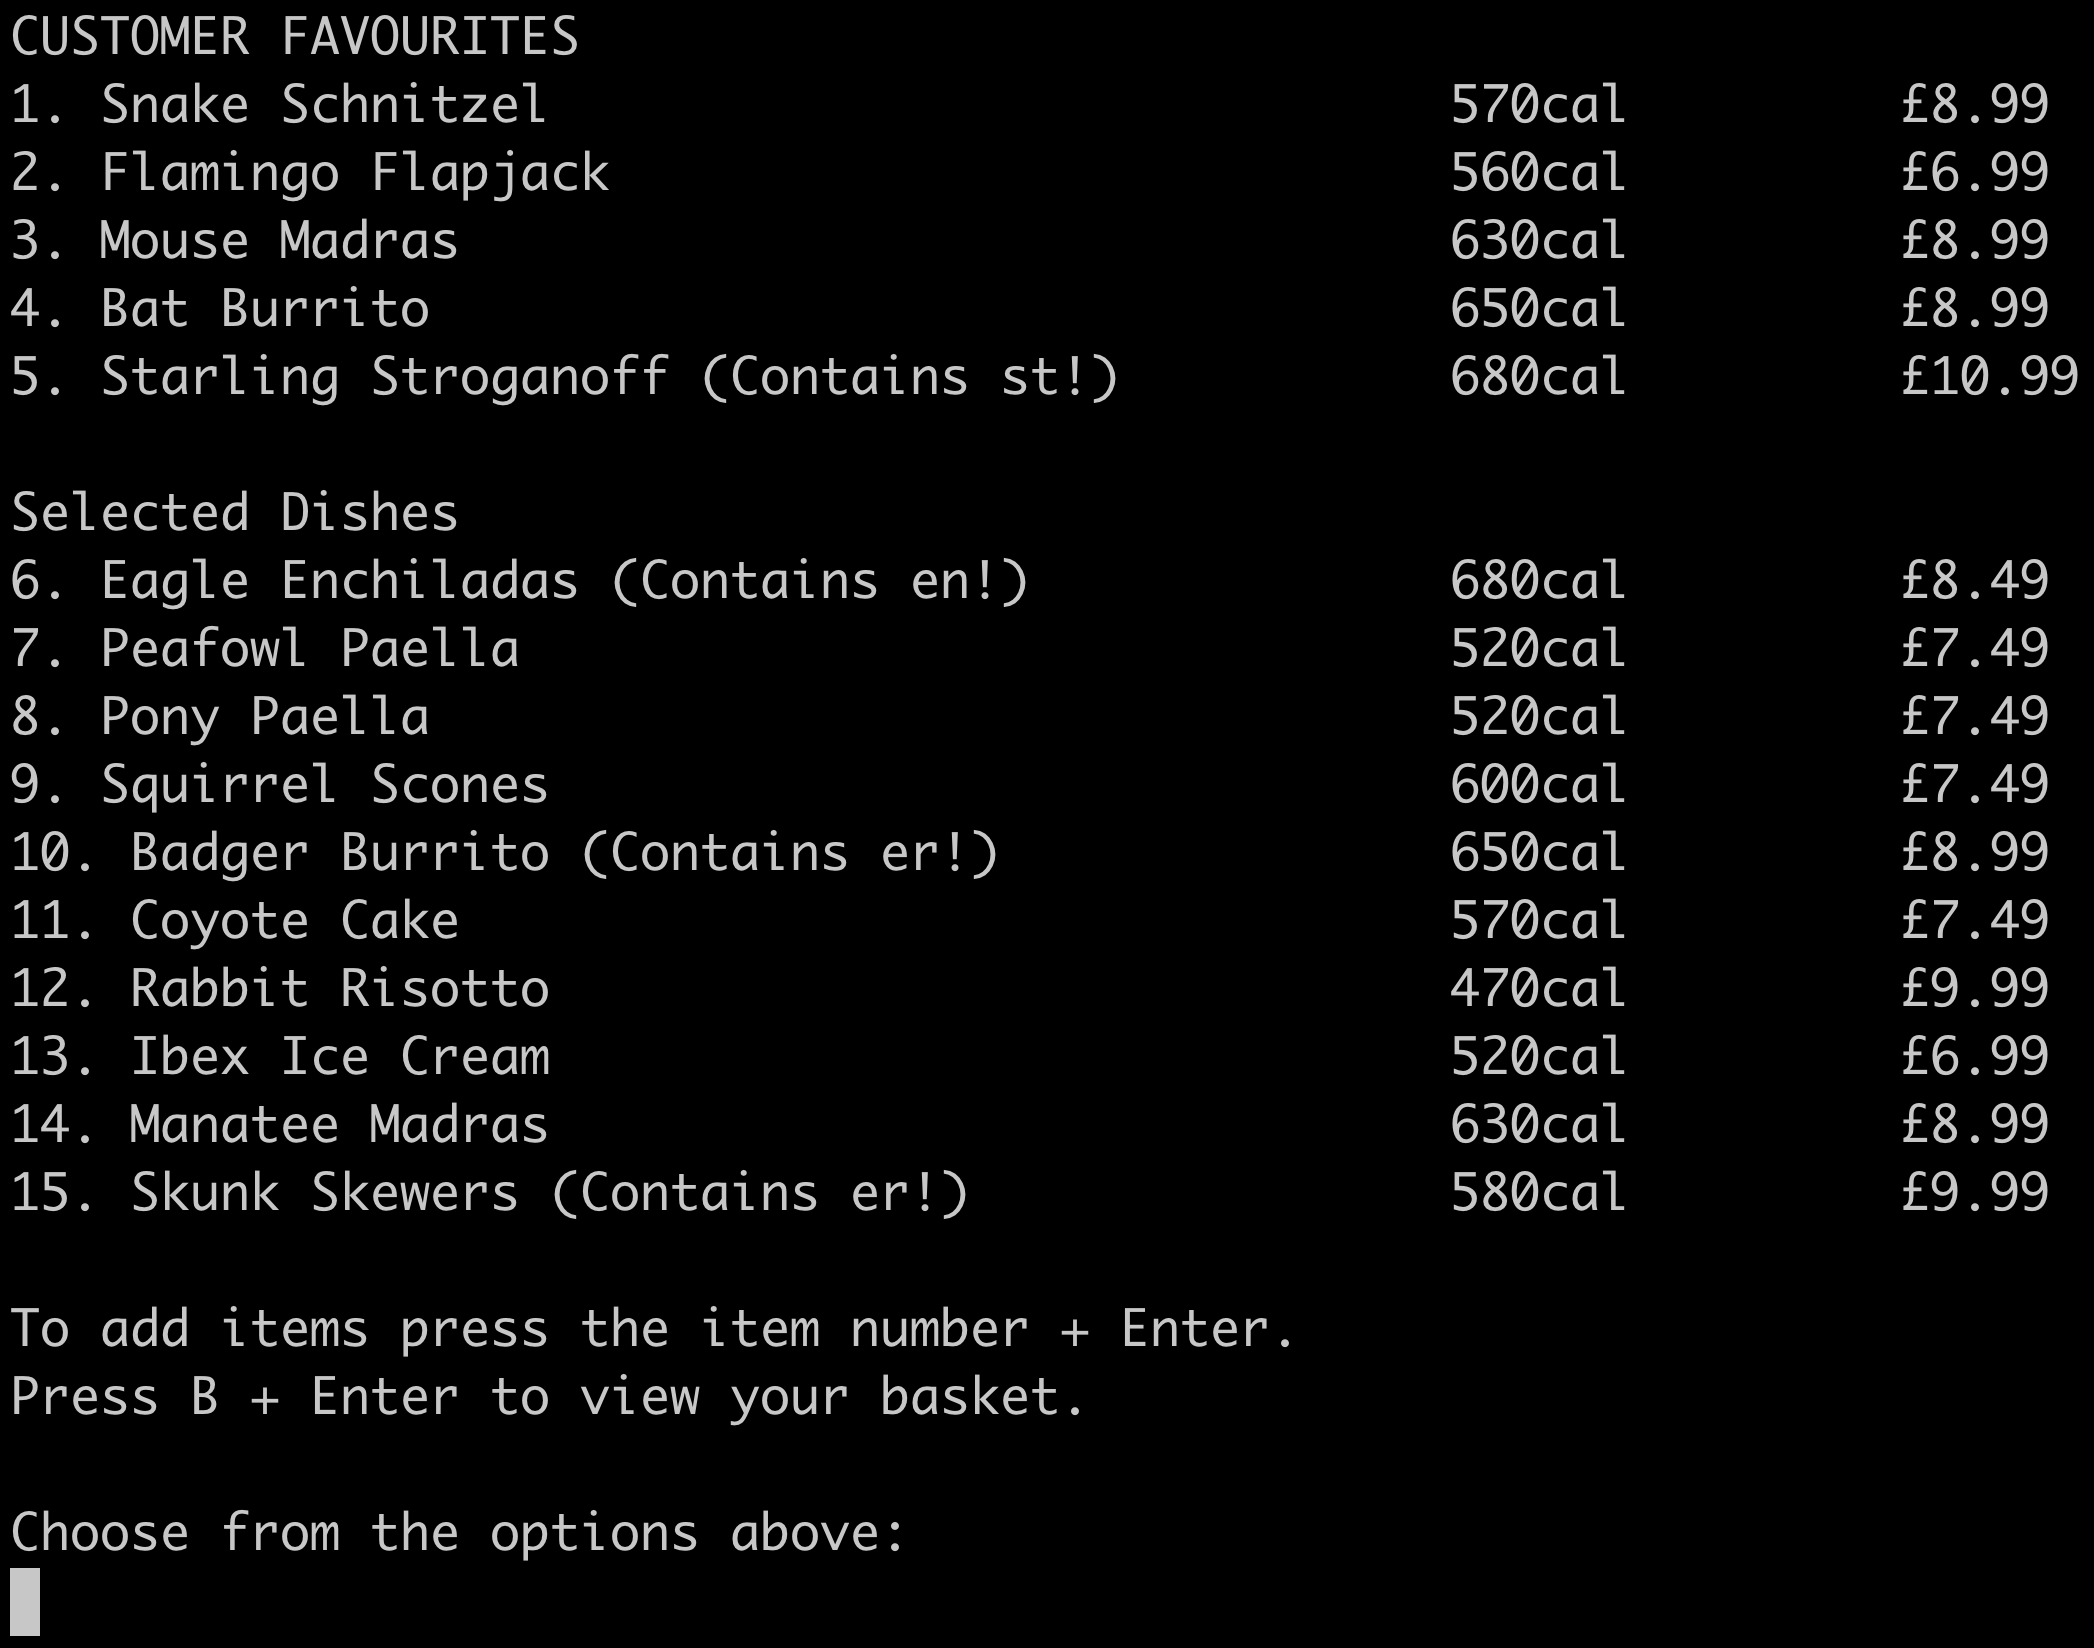 CUSTOMER FAVOURITES
1. Snake Schnitzel 570cal £8.99
2. Flamingo Flapjack 560cal £6.99
3. Mouse Madras 630cal £8.99
4. Bat Burrito 650cal £8.99
5. Starling Stroganoff (Contains st!) 680cal £10.99
Selected Dishes
6. Eagle Enchiladas (Contains en!) 680cal £8.49
7. Peafowl Paella 520cal £7.49
8. Pony Paella 520cal £7.49
9. Squirrel Scones 600cal £7.49
10. Badger Burrito (Contains er!) 650cal £8.99
11. Coyote Cake 570cal £7.49
12. Rabbit Risotto 470cal £9.99
13. Ibex Ice Cream 520cal £6.99
14. Manatee Madras 630cal £8.99
15. Skunk Skewers (Contains er!) 580cal £9.99
To add items press the item number + Enter.
Press B + Enter to view your basket.
Choose from the options above: